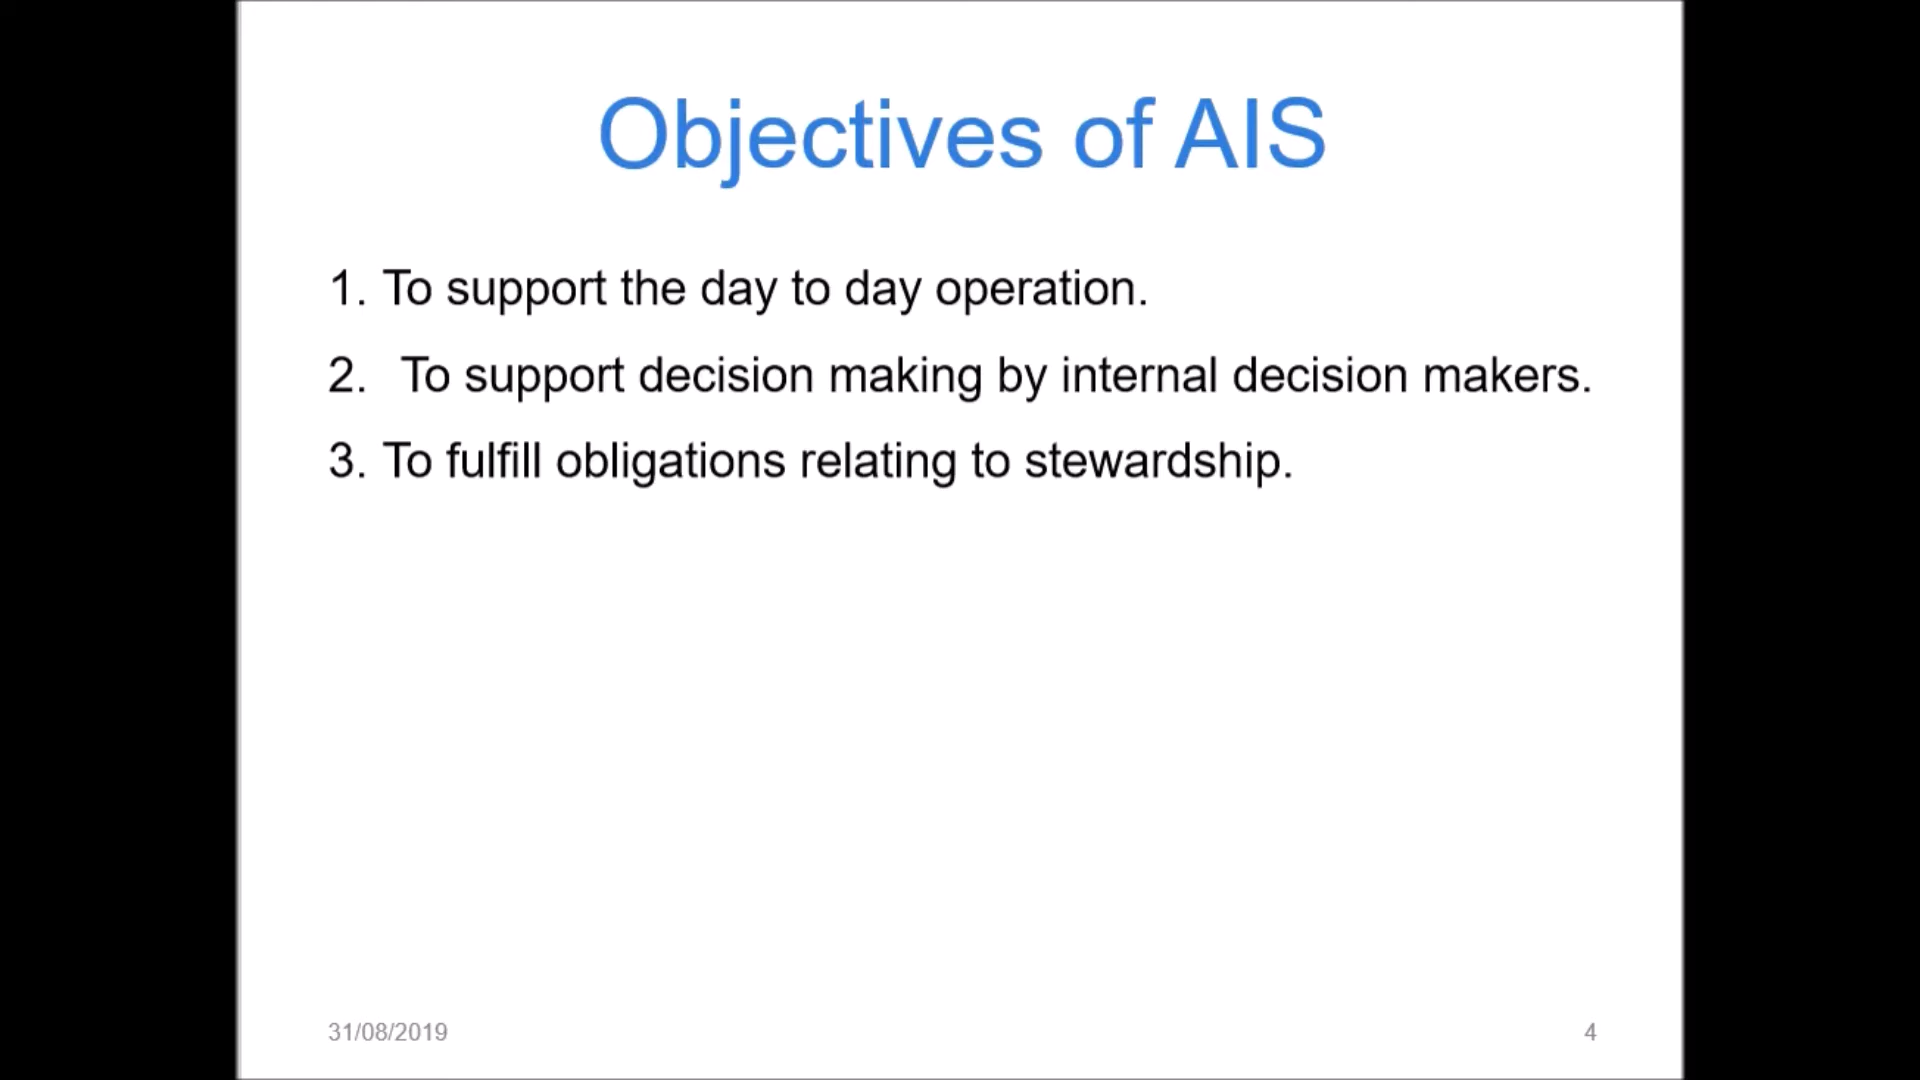 Objectives of AIS
1. To support the day to day operation.
2. To support decision making by internal decision makers.
3. To fulfill obligations relating to stewardship.
31/08/2019
4